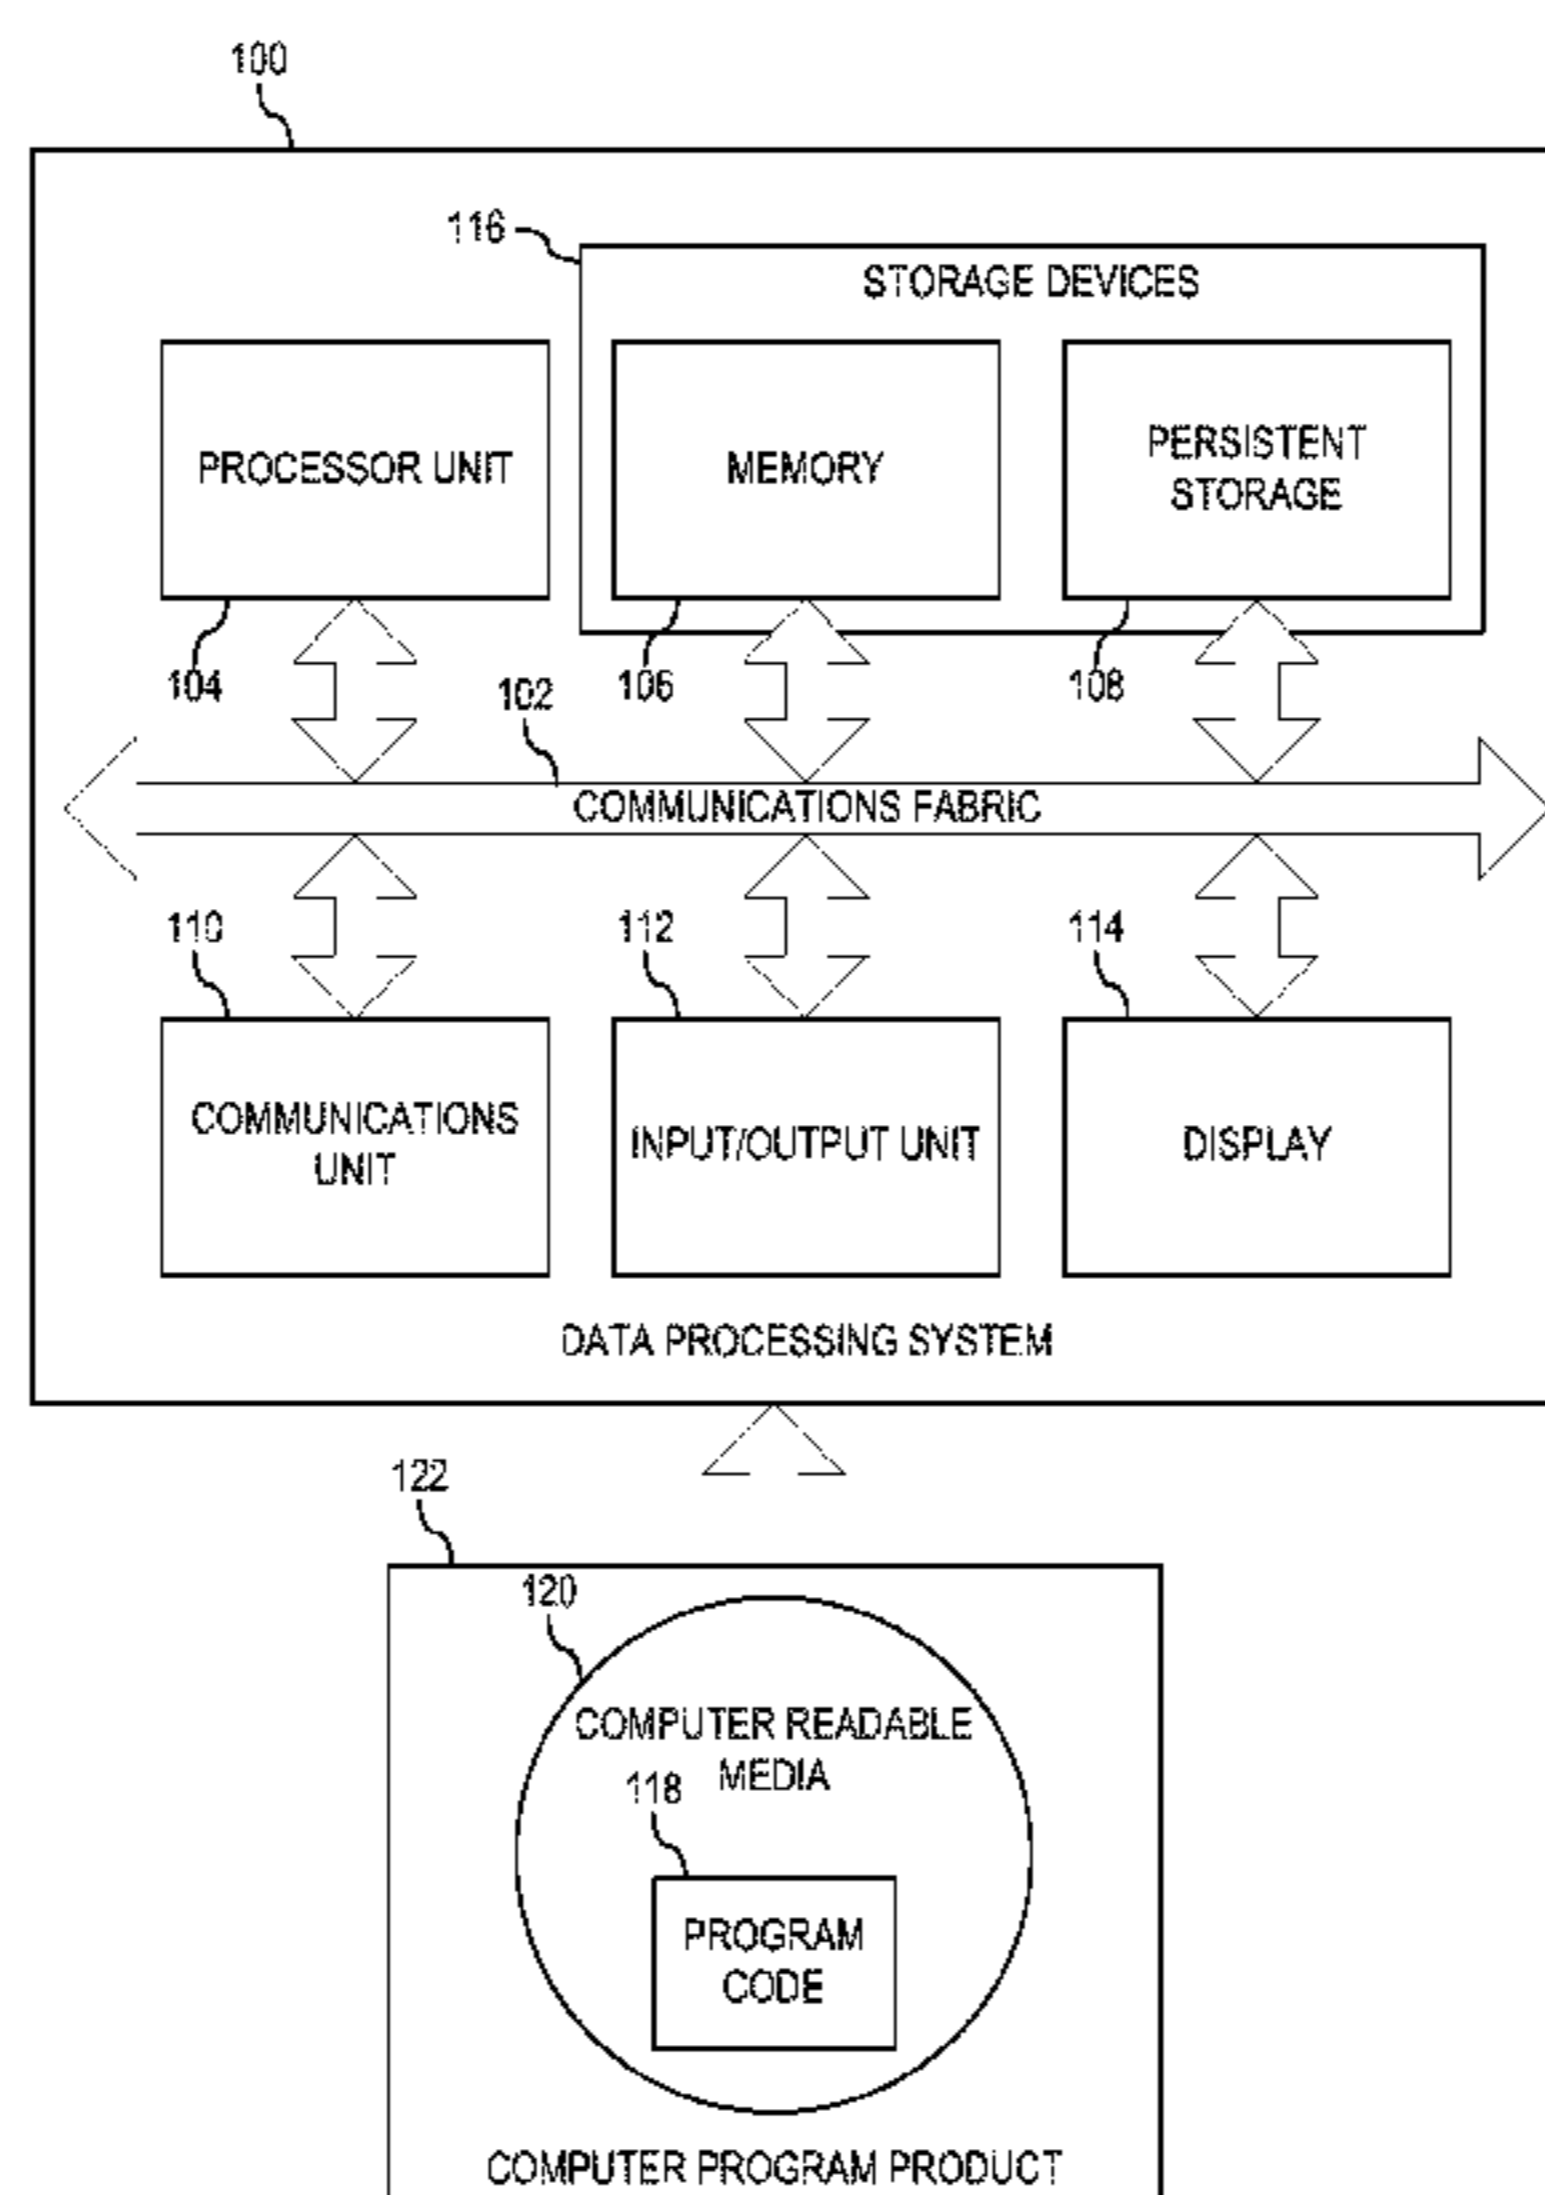 100
116
STORAGE DEVICES
PROCESSOR UNIT
MEMORY
PERSISTENT
STORAGE
104
102
106
108
COMMUNICATIONS FABRIC
110
112
114
COMMUNICATIONS
UNIT
INPUT/OUTPUT UNIT
DISPLAY
DATA PROCESSING SYSTEM
122
120
COMPUTER READABLE
MEDIA
118
PROGRAM
CODE
COMPUTER PROGRAM PRODUCT